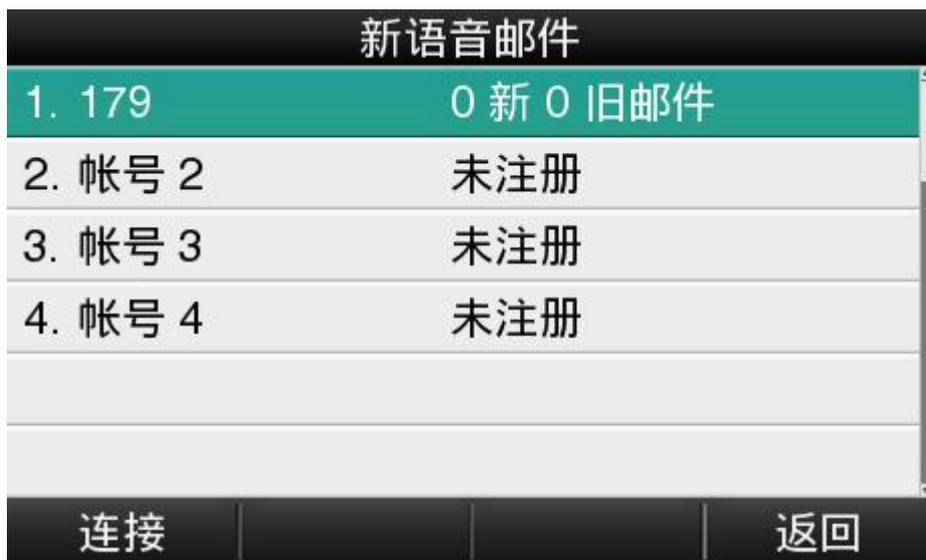 新语音邮件
1. 179 0 新 0 旧邮件
2. 帐号 2 未注册
3. 帐号 3 未注册
4. 帐号 4 未注册
连接 返回